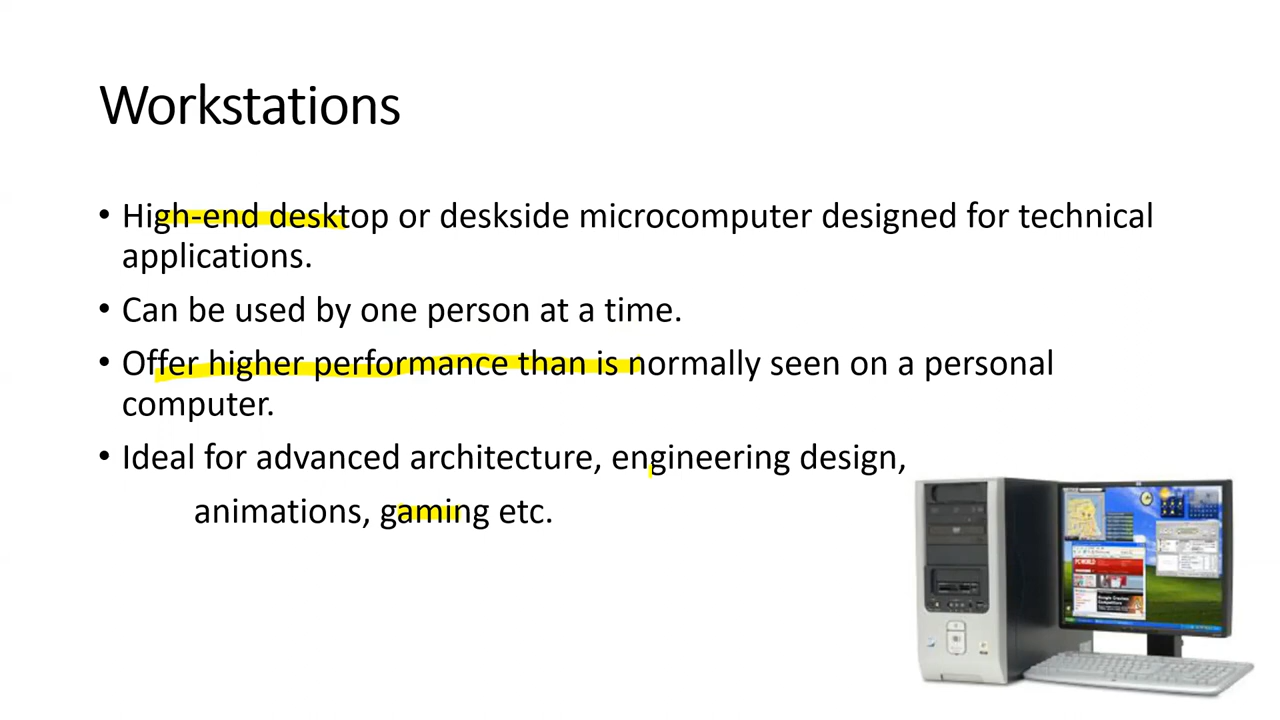 Workstations
• High-end desktop or deskside microcomputer designed for technical
applications.
• Can be used by one person at a time.
• Offer higher performance than is normally seen on a personal
computer.
• Ideal for advanced architecture, engineering design,
animations, gaming etc.